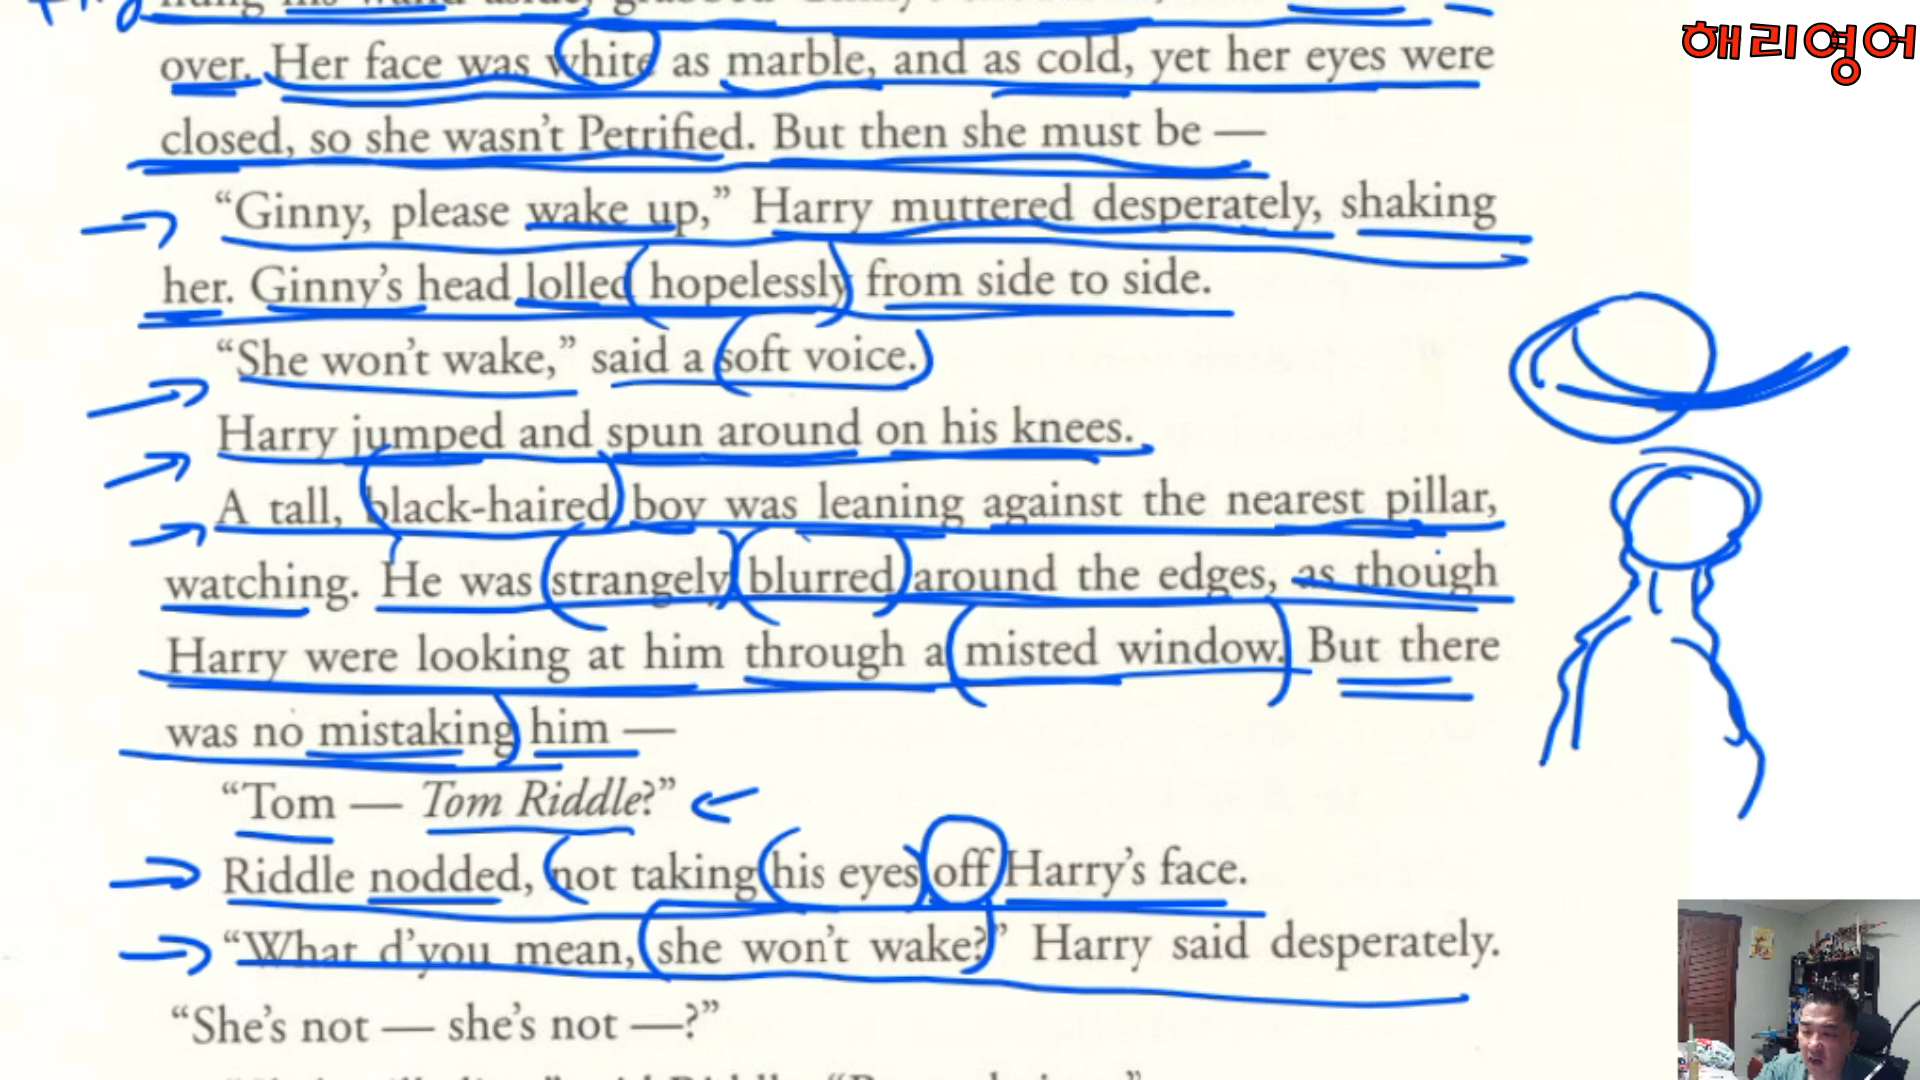 해리영어
over. Her face was white as marble, and as cold, yet her eyes were
closed, so she wasn't Petrified. But then she must be —
“Ginny, please wake up,” Harry muttered desperately, shaking
her. Ginny's head lolled hopelessly from side to side.
“She won't wake,” said a soft voice.
Harry jumped and spun around on his knees.
A tall, black-haired boy was leaning against the nearest pillar,
watching. He was strangely blurred around the edges, as though
Harry were looking at him through a misted window. But there
was no mistaking him —
“Tom — Tom Riddle?”
Riddle nodded, not taking his eyes off Harry's face.
“What d'you mean, she won't wake?” Harry said desperately.
“She's not — she's not —?”